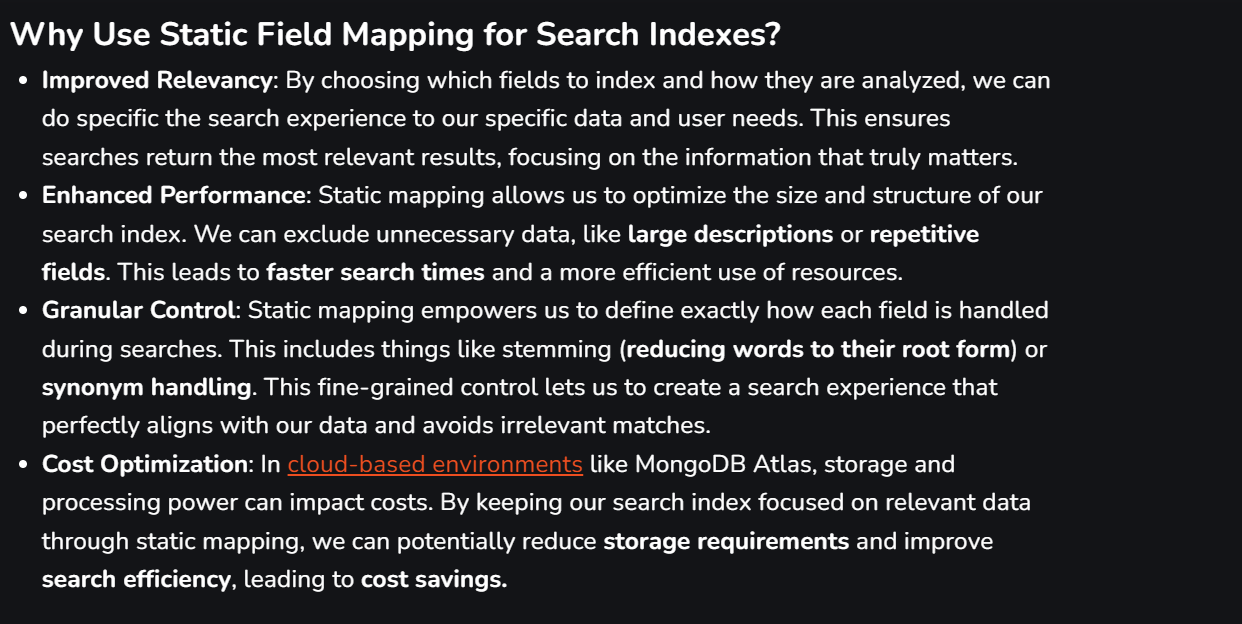 Why Use Static Field Mapping for Search Indexes?
• Improved Relevancy: By choosing which fields to index and how they are analyzed, we can
do specific the search experience to our specific data and user needs. This ensures
searches return the most relevant results, focusing on the information that truly matters.
• Enhanced Performance: Static mapping allows us to optimize the size and structure of our
search index. We can exclude unnecessary data, like large descriptions or repetitive
fields. This leads to faster search times and a more efficient use of resources.
• Granular Control: Static mapping empowers us to define exactly how each field is handled
during searches. This includes things like stemming (reducing words to their root form) or
synonym handling. This fine-grained control lets us to create a search experience that
perfectly aligns with our data and avoids irrelevant matches.
• Cost Optimization: In cloud-based environments like MongoDB Atlas, storage and
processing power can impact costs. By keeping our search index focused on relevant data
through static mapping, we can potentially reduce storage requirements and improve
search efficiency, leading to cost savings.